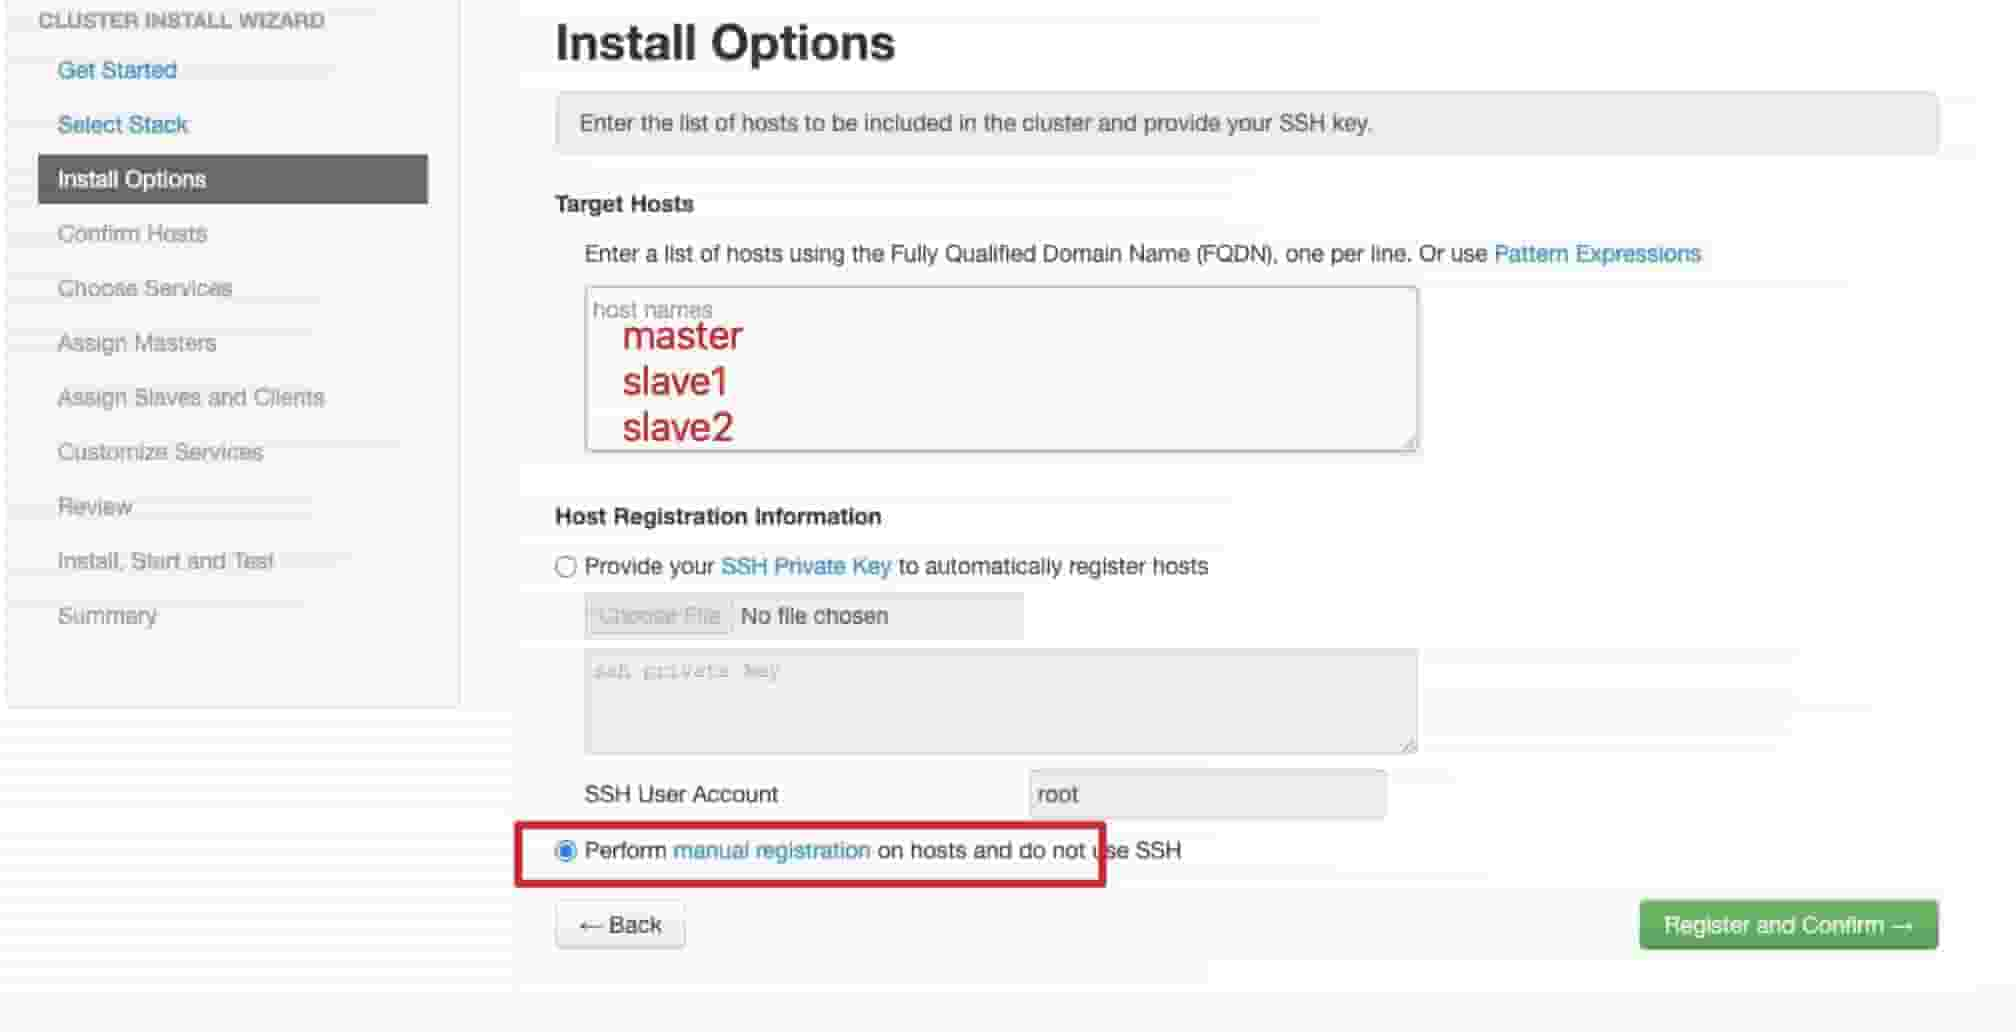 CLUSTER INSTALL WIZARD
Get Started
Select Stack
Install Options
Confirm Hosts
Choose Services
Assign Masters
Assign Slaves and Clients
Customize Services
Review
Install, Start and Test
Summary
Install Options
Enter the list of hosts to be included in the cluster and provide your SSH key.
Target Hosts
Enter a list of hosts using the Fully Qualified Domain Name (FQDN), one per line. Or use Pattern Expressions
host names
master
slave1
slave2
Host Registration Information
Provide your SSH Private Key to automatically register hosts
Choose File No file chosen
ssh private key
SSH User Account root
Perform manual registration on hosts and do not use SSH
← Back
Register and Confirm →